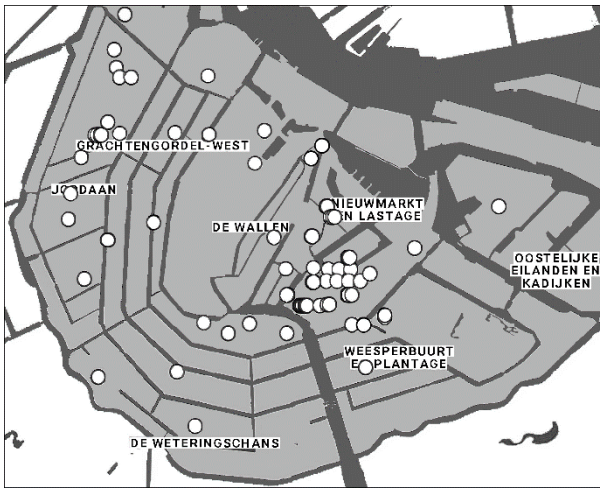 GRACHTENGORDEL-WEST
JORDAAN
NIEUWMARKT
EN LASTAGE
DE WALLEN
OOSTELIJKE
EILANDEN EN
KADIJKEN
WEESPERBUURT
EN PLANTAGE
DE WETERINGSCHANS